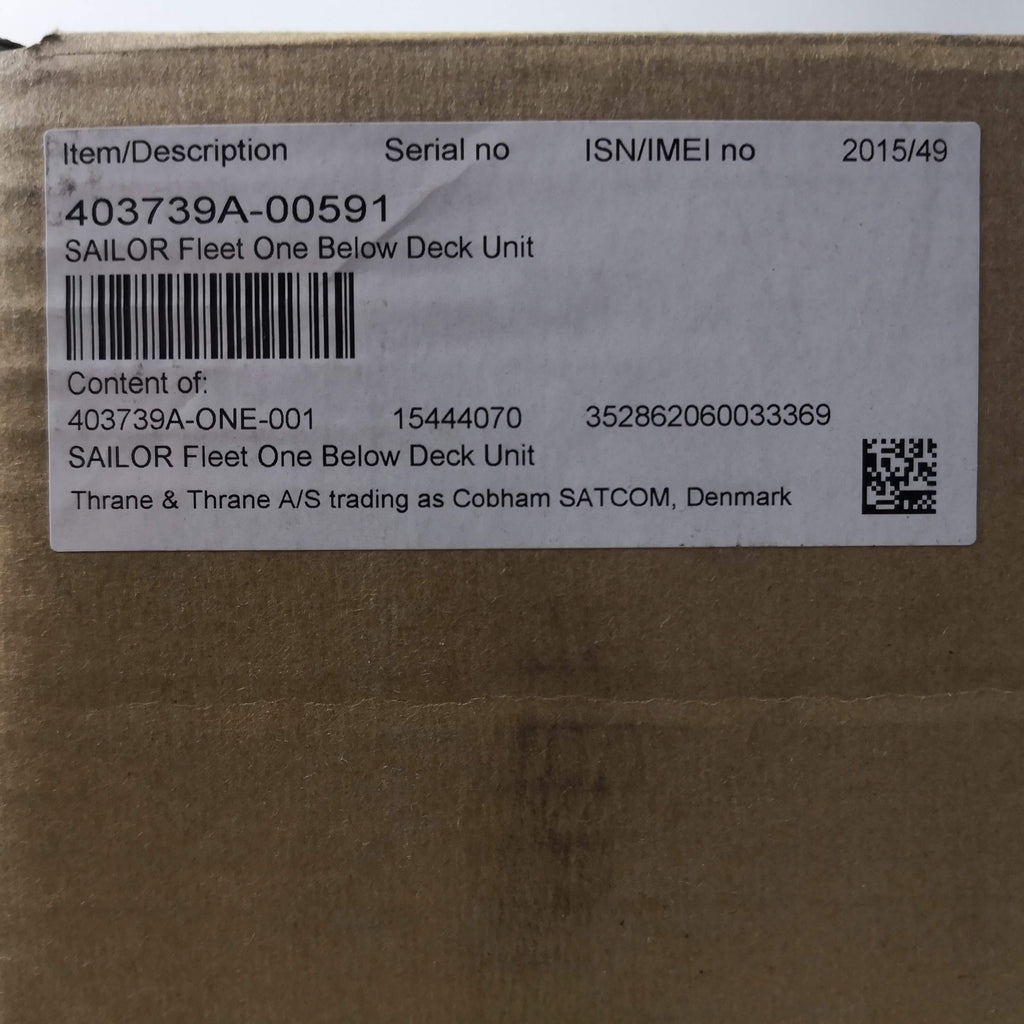 Item/Description Serial no ISN/IMEI no 2015/49
403739A-00591
SAILOR Fleet One Below Deck Unit
Content of:
403739A-ONE-001 15444070 352862060033369
SAILOR Fleet One Below Deck Unit
Thrane & Thrane A/S trading as Cobham SATCOM, Denmark